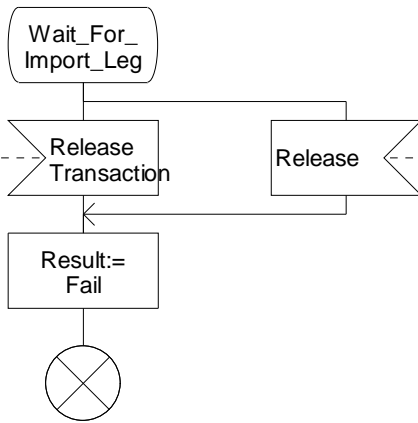 Wait_For_
Import_Leg
Release
Transaction
Release
Result:=
Fail